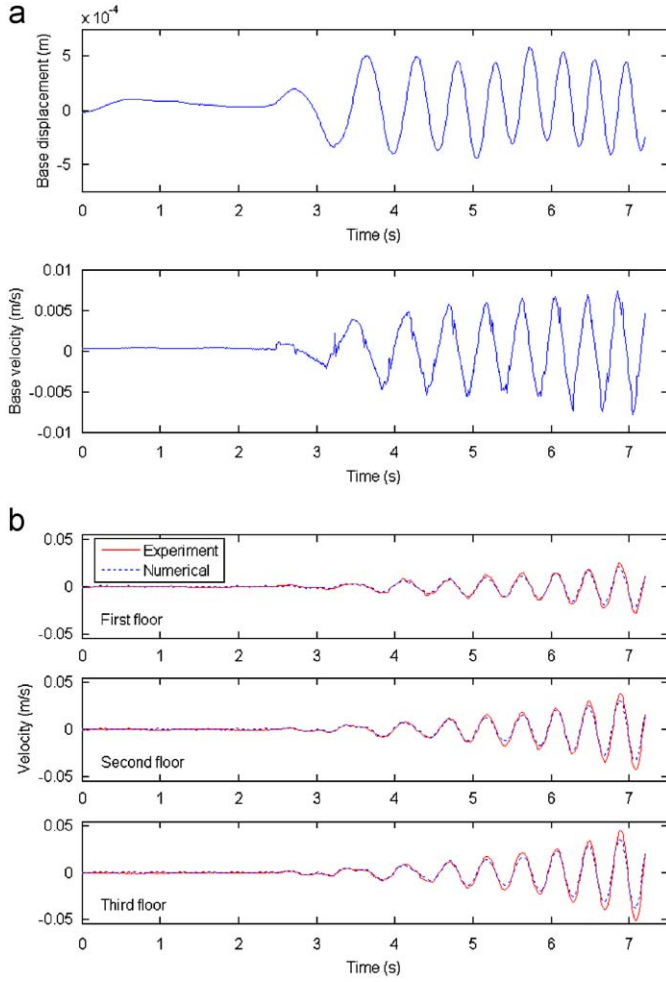 a
x 10⁻⁴
5
0
-5
Base displacement (m)
0 1 2 3 4 5 6 7
Time (s)
0.01
0.005
0
-0.005
-0.01
Base velocity (m/s)
0 1 2 3 4 5 6 7
Time (s)
b
0.05
0
-0.05
Experiment
Numerical
First floor
0 1 2 3 4 5 6 7
0.05
0
-0.05
Velocity (m/s)
Second floor
0 1 2 3 4 5 6 7
0.05
0
-0.05
Third floor
0 1 2 3 4 5 6 7
Time (s)